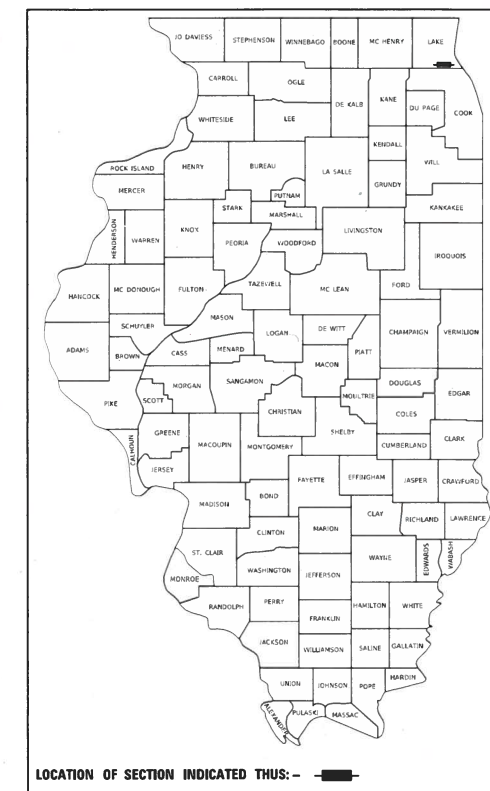 JO DAVIESS STEPHENSON WINNEBAGO BOONE MC HENRY LAKE
CARROLL OGLE
DE KALB KANE DU PAGE COOK
WHITESIDE LEE
KENDALL WILL
ROCK ISLAND HENRY BUREAU LA SALLE
MERCER PUTNAM GRUNDY
STARK MARSHALL KANKAKEE
HENDERSON WARREN KNOX PEORIA WOODFORD LIVINGSTON
IROQUOIS
HANCOCK MC DONOUGH FULTON TAZEWELL MC LEAN FORD
MASON
SCHUYLER LOGAN DE WITT CHAMPAIGN VERMILION
ADAMS BROWN CASS MENARD PIATT
MACON
MORGAN SANGAMON DOUGLAS
PIKE SCOTT MOULTRIE EDGAR
CHRISTIAN COLES
GREENE MACOUPIN MONTGOMERY SHELBY CUMBERLAND CLARK
CALHOUN
JERSEY
FAYETTE EFFINGHAM JASPER CRAWFORD
MADISON BOND
CLAY
CLINTON MARION RICHLAND LAWRENCE
ST. CLAIR WAYNE EDWARDS WABASH
WASHINGTON JEFFERSON
MONROE
RANDOLPH PERRY HAMILTON WHITE
FRANKLIN
JACKSON WILLIAMSON SALINE GALLATIN
UNION JOHNSON POPE HARDIN
ALEXANDER PULASKI MASSAC
LOCATION OF SECTION INDICATED THUS: -